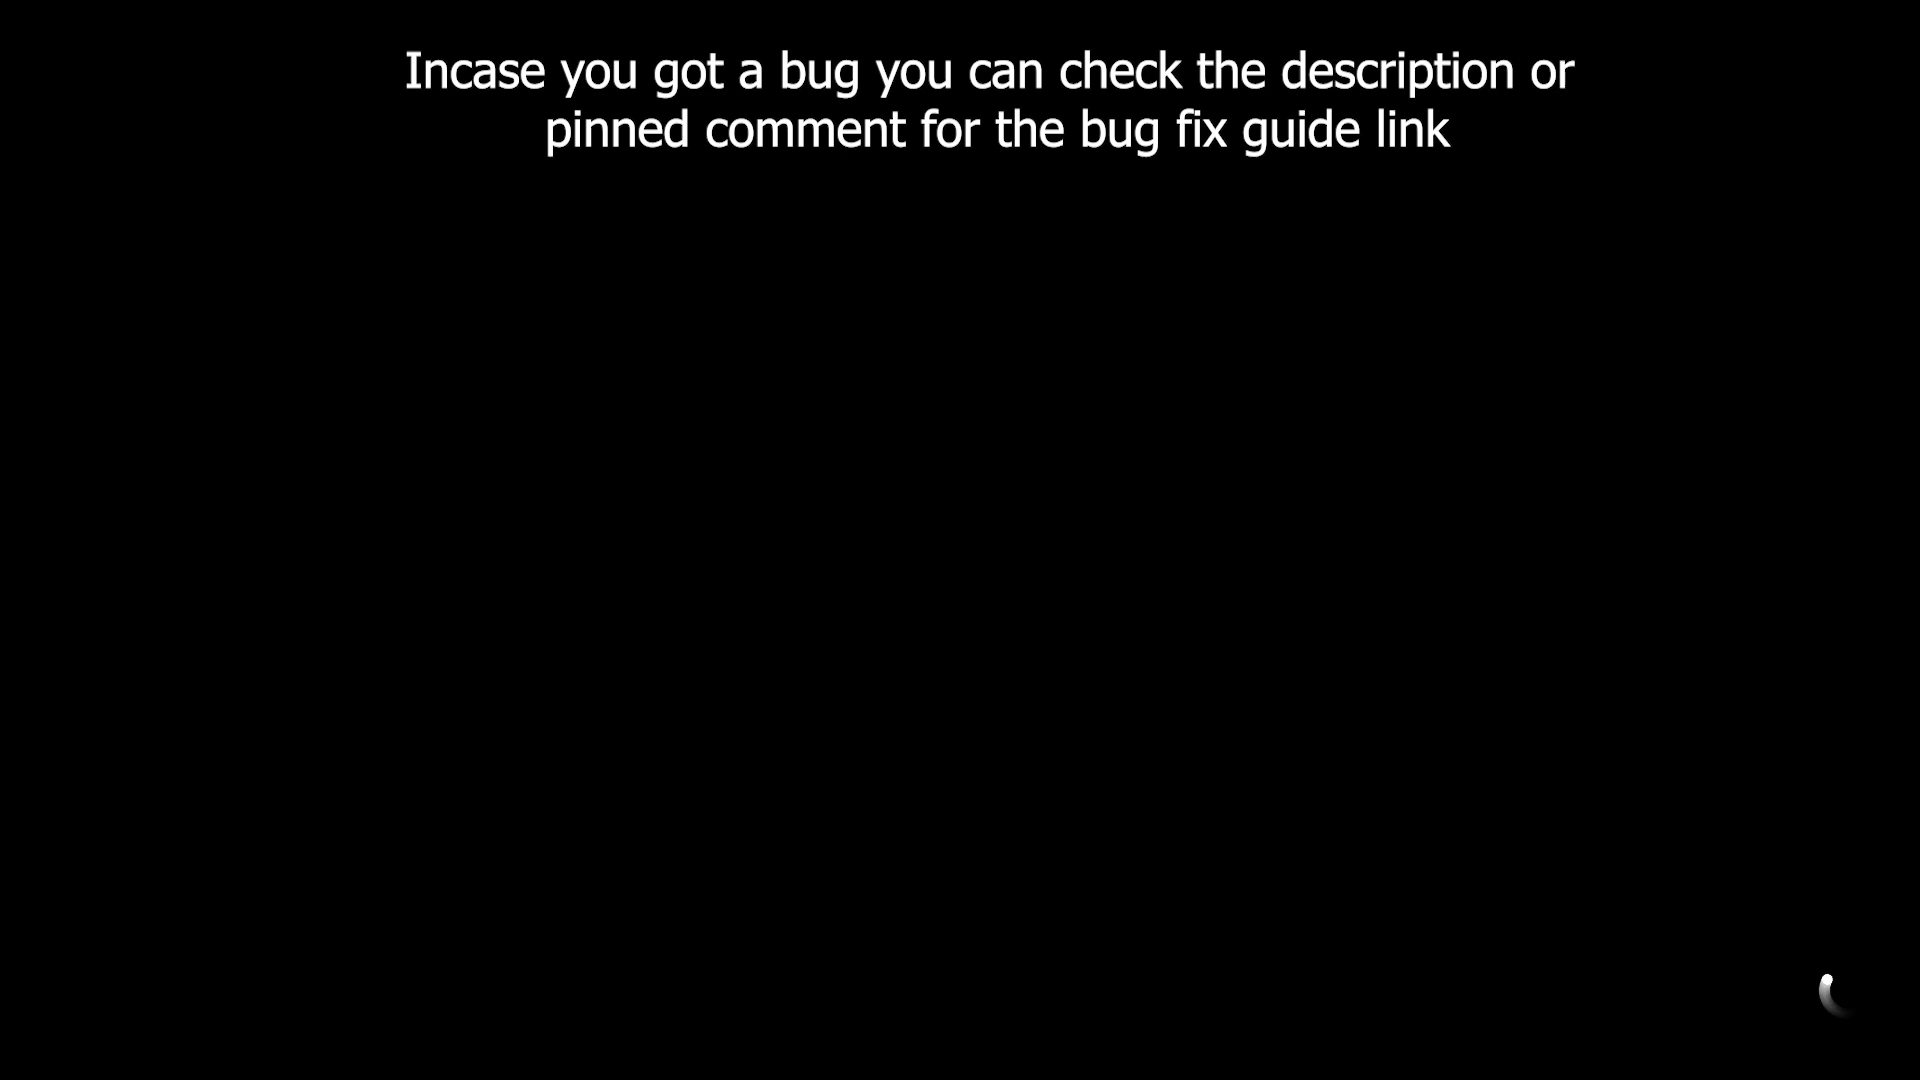 Incase you got a bug you can check the description or
pinned comment for the bug fix guide link